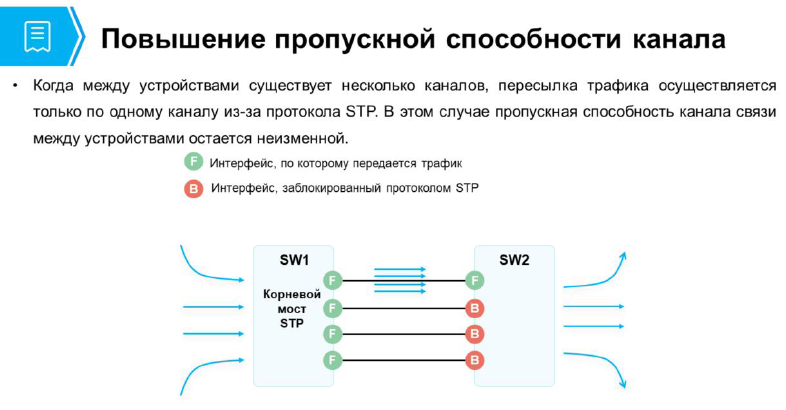 Повышение пропускной способности канала
• Когда между устройствами существует несколько каналов, пересылка трафика осуществляется
только по одному каналу из-за протокола STP. В этом случае пропускная способность канала связи
между устройствами остается неизменной.
F Интерфейс, по которому передается трафик
B Интерфейс, заблокированный протоколом STP
SW1 SW2
F F
Корневой
мост
STP
F B
F B
F B